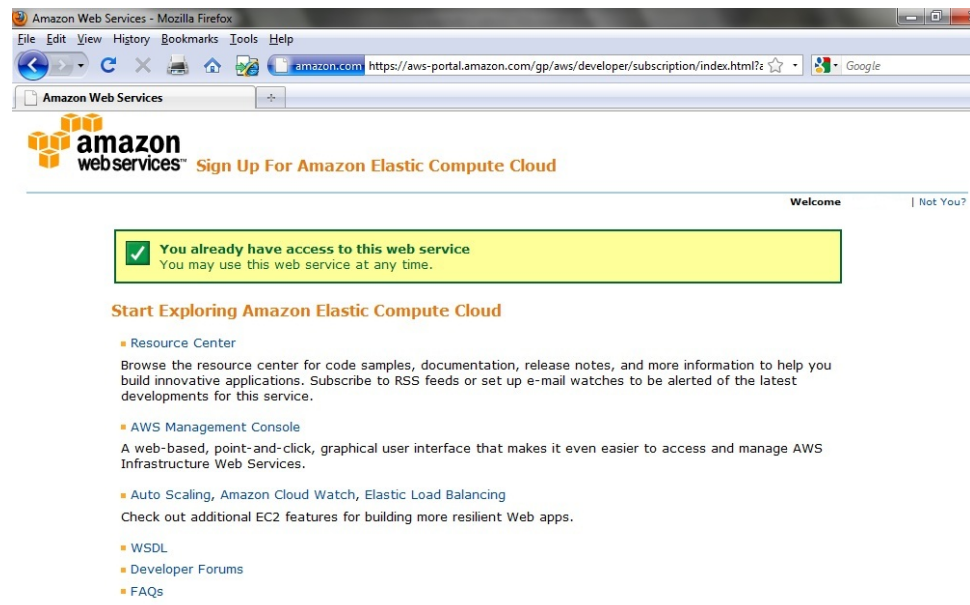 Amazon Web Services - Mozilla Firefox
File Edit View History Bookmarks Tools Help
amazon.com https://aws-portal.amazon.com/gp/aws/developer/subscription/index.html?a Google
Amazon Web Services
amazon
webservices™ Sign Up For Amazon Elastic Compute Cloud
Welcome | Not You?
You already have access to this web service
You may use this web service at any time.
Start Exploring Amazon Elastic Compute Cloud
Resource Center
Browse the resource center for code samples, documentation, release notes, and more information to help you
build innovative applications. Subscribe to RSS feeds or set up e-mail watches to be alerted of the latest
developments for this service.
AWS Management Console
A web-based, point-and-click, graphical user interface that makes it even easier to access and manage AWS
Infrastructure Web Services.
Auto Scaling, Amazon Cloud Watch, Elastic Load Balancing
Check out additional EC2 features for building more resilient Web apps.
WSDL
Developer Forums
FAQs